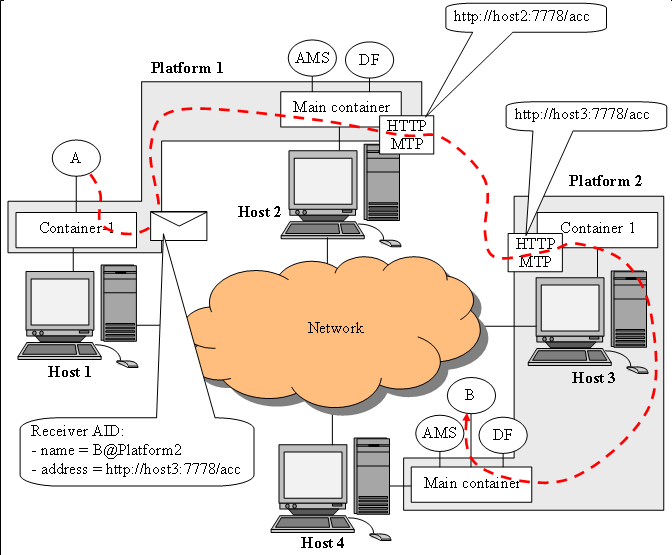 http://host2:7778/acc
AMS
DF
Platform 1
Main container
HTTP
MTP
http://host3:7778/acc
A
Platform 2
Host 2
Container 1
Container 1
HTTP
MTP
Network
Host 1
Host 3
B
Receiver AID:
- name = B@Platform2
- address = http://host3:7778/acc
AMS
DF
Main container
Host 4